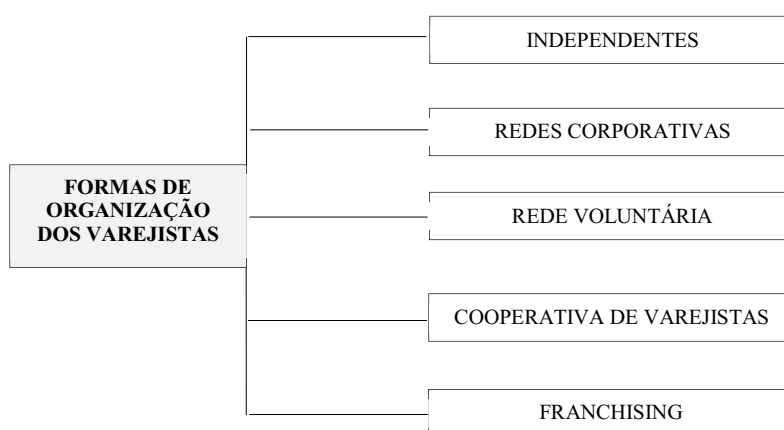 INDEPENDENTES
REDES CORPORATIVAS
FORMAS DE
ORGANIZAÇÃO
DOS VAREJISTAS
REDE VOLUNTÁRIA
COOPERATIVA DE VAREJISTAS
FRANCHISING